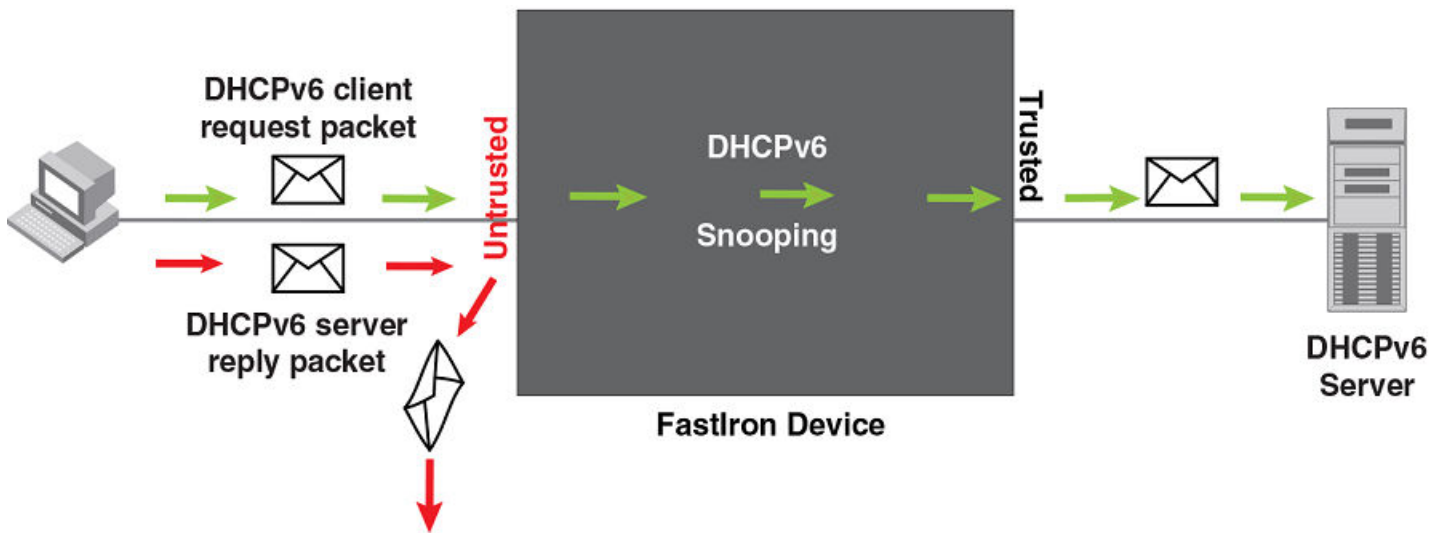 DHCPv6 client
request packet
Untrusted
DHCPv6
Snooping
Trusted
DHCPv6 server
reply packet
DHCPv6
Server
FastIron Device